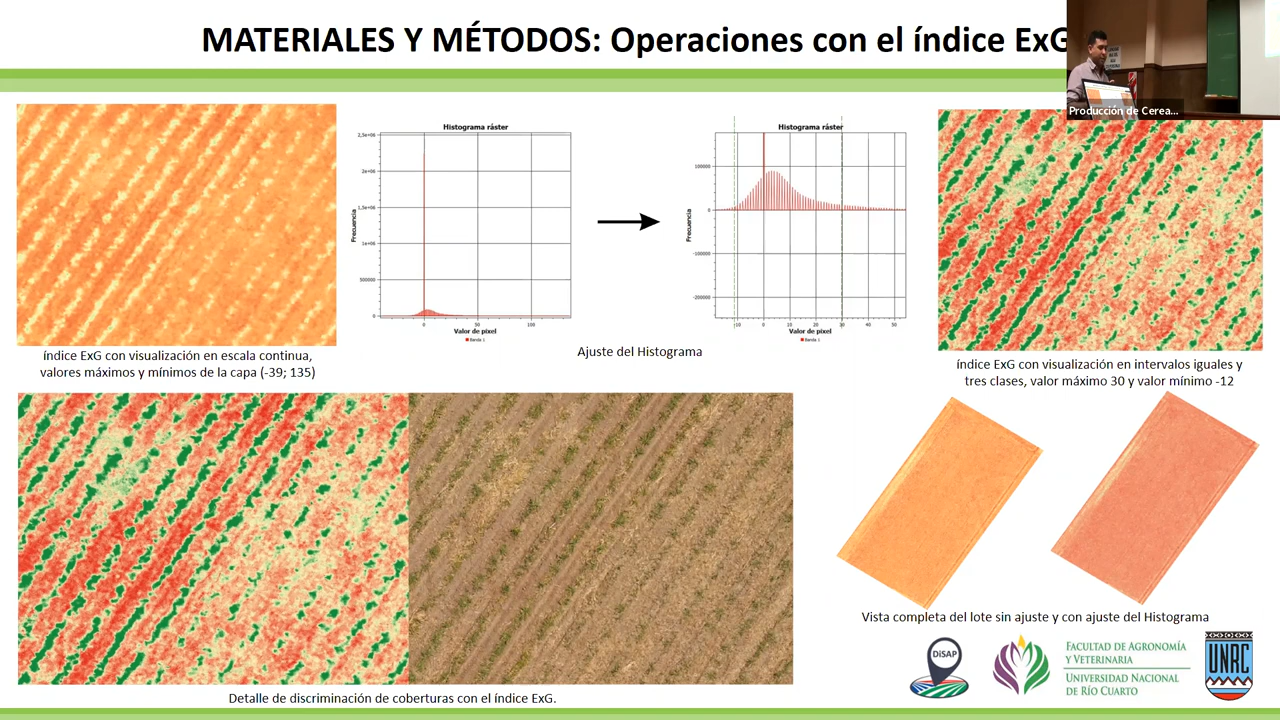 MATERIALES Y MÉTODOS: Operaciones con el índice ExG
Producción de Cerea...
Histograma ráster
2,5e+06
2e+06
1,5e+06
1e+06
500000
0
Frecuencia
0
50
100
Valor de pixel
Banda 1
Histograma ráster
100000
0
-100000
-200000
Frecuencia
-10
0
10
20
30
40
50
Valor de pixel
Banda 1
Ajuste del Histograma
índice ExG con visualización en escala continua,
valores máximos y mínimos de la capa (-39; 135)
índice ExG con visualización en intervalos iguales y
tres clases, valor máximo 30 y valor mínimo -12
Detalle de discriminación de coberturas con el índice ExG.
Vista completa del lote sin ajuste y con ajuste del Histograma
DiSAP
FACULTAD DE AGRONOMÍA
Y VETERINARIA
UNIVERSIDAD NACIONAL
DE RÍO CUARTO
UNRC